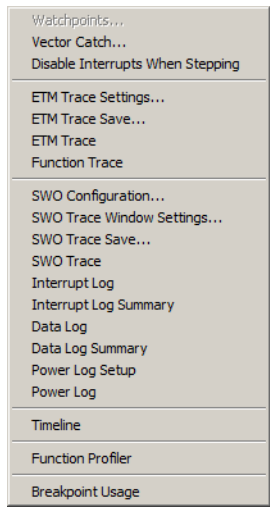 Watchpoints...
Vector Catch...
Disable Interrupts When Stepping
ETM Trace Settings...
ETM Trace Save...
ETM Trace
Function Trace
SWO Configuration...
SWO Trace Window Settings...
SWO Trace Save...
SWO Trace
Interrupt Log
Interrupt Log Summary
Data Log
Data Log Summary
Power Log Setup
Power Log
Timeline
Function Profiler
Breakpoint Usage